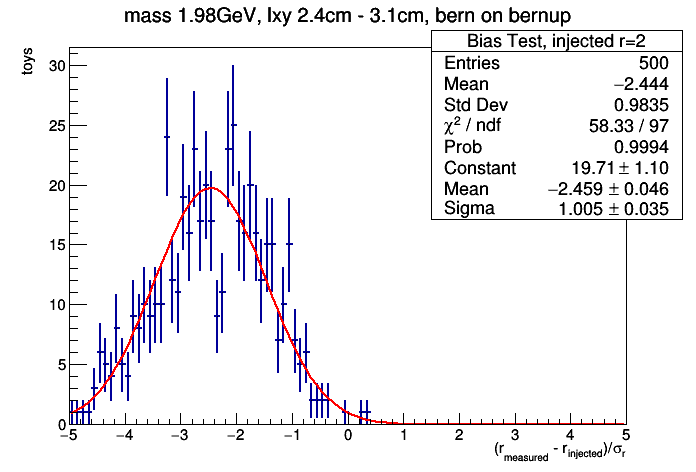 mass 1.98GeV, lxy 2.4cm - 3.1cm, bern on bernup
toys
Bias Test, injected r=2
Entries 500
Mean −2.444
Std Dev 0.9835
χ² / ndf 58.33 / 97
Prob 0.9994
Constant 19.71 ± 1.10
Mean −2.459 ± 0.046
Sigma 1.005 ± 0.035
30
25
20
15
10
5
0
−5 −4 −3 −2 −1 0 1 2 3 4 5
(r_measured - r_injected)/σ_r